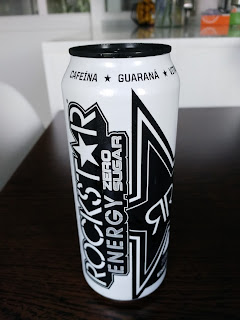 CAFEÍNA ★ GUARANÁ ★
ROCKSTAR
ENERGY
ZERO
SUGAR
R